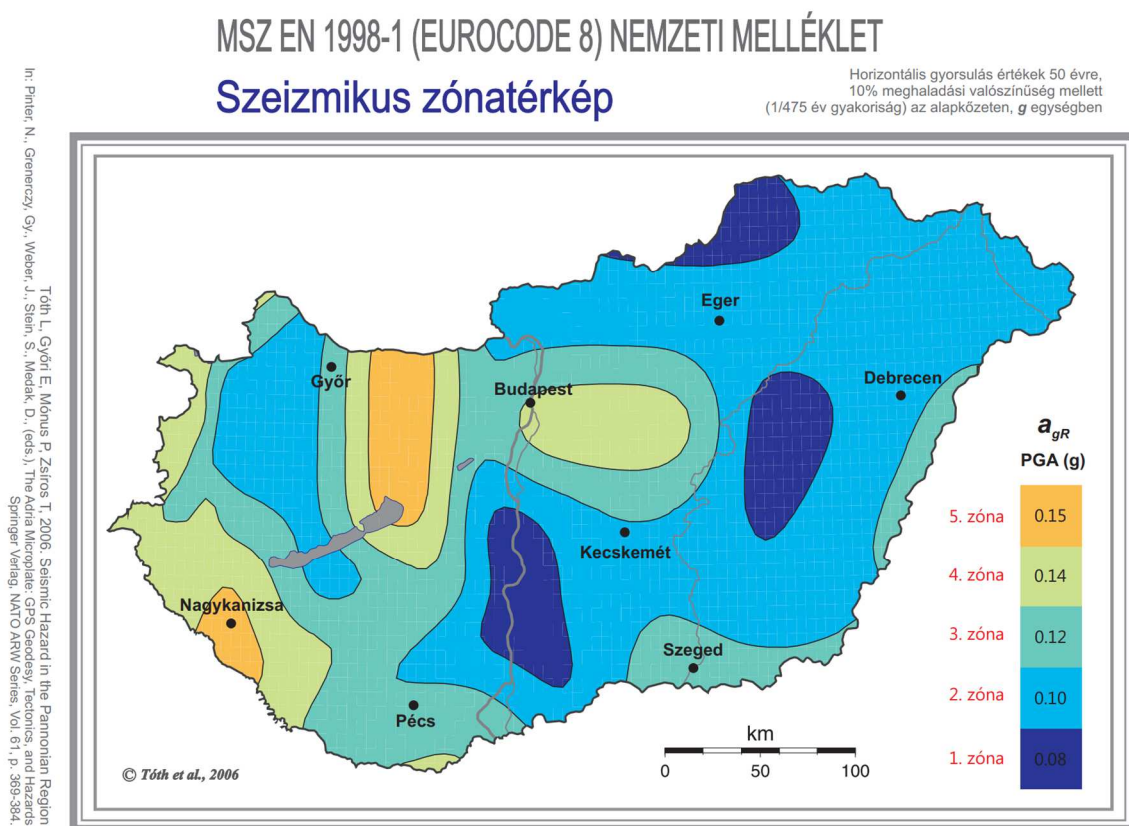 MSZ EN 1998-1 (EUROCODE 8) NEMZETI MELLÉKLET
Szeizmikus zónatérkép
Horizontális gyorsulás értékek 50 évre,
10% meghaladási valószínűség mellett
(1/475 év gyakoriság) az alapkőzeten, g egységben
Tóth L, Győri E, Mónus P, Zsiros T, 2006. Seismic Hazard in the Pannonian Region
In: Pinter, N., Grenerczy, Gy., Weber, J., Stein, S., Medak, D., (eds.), The Adria Microplate: GPS Geodesy, Tectonics, and Hazards
Springer Verlag, NATO ARW Series, Vol. 61, p. 369-384.
Eger
Győr
Budapest
Debrecen
Kecskemét
Nagykanizsa
Szeged
Pécs
agR
PGA (g)
5. zóna 0.15
4. zóna 0.14
3. zóna 0.12
2. zóna 0.10
1. zóna 0.08
km
0 50 100
© Tóth et al., 2006